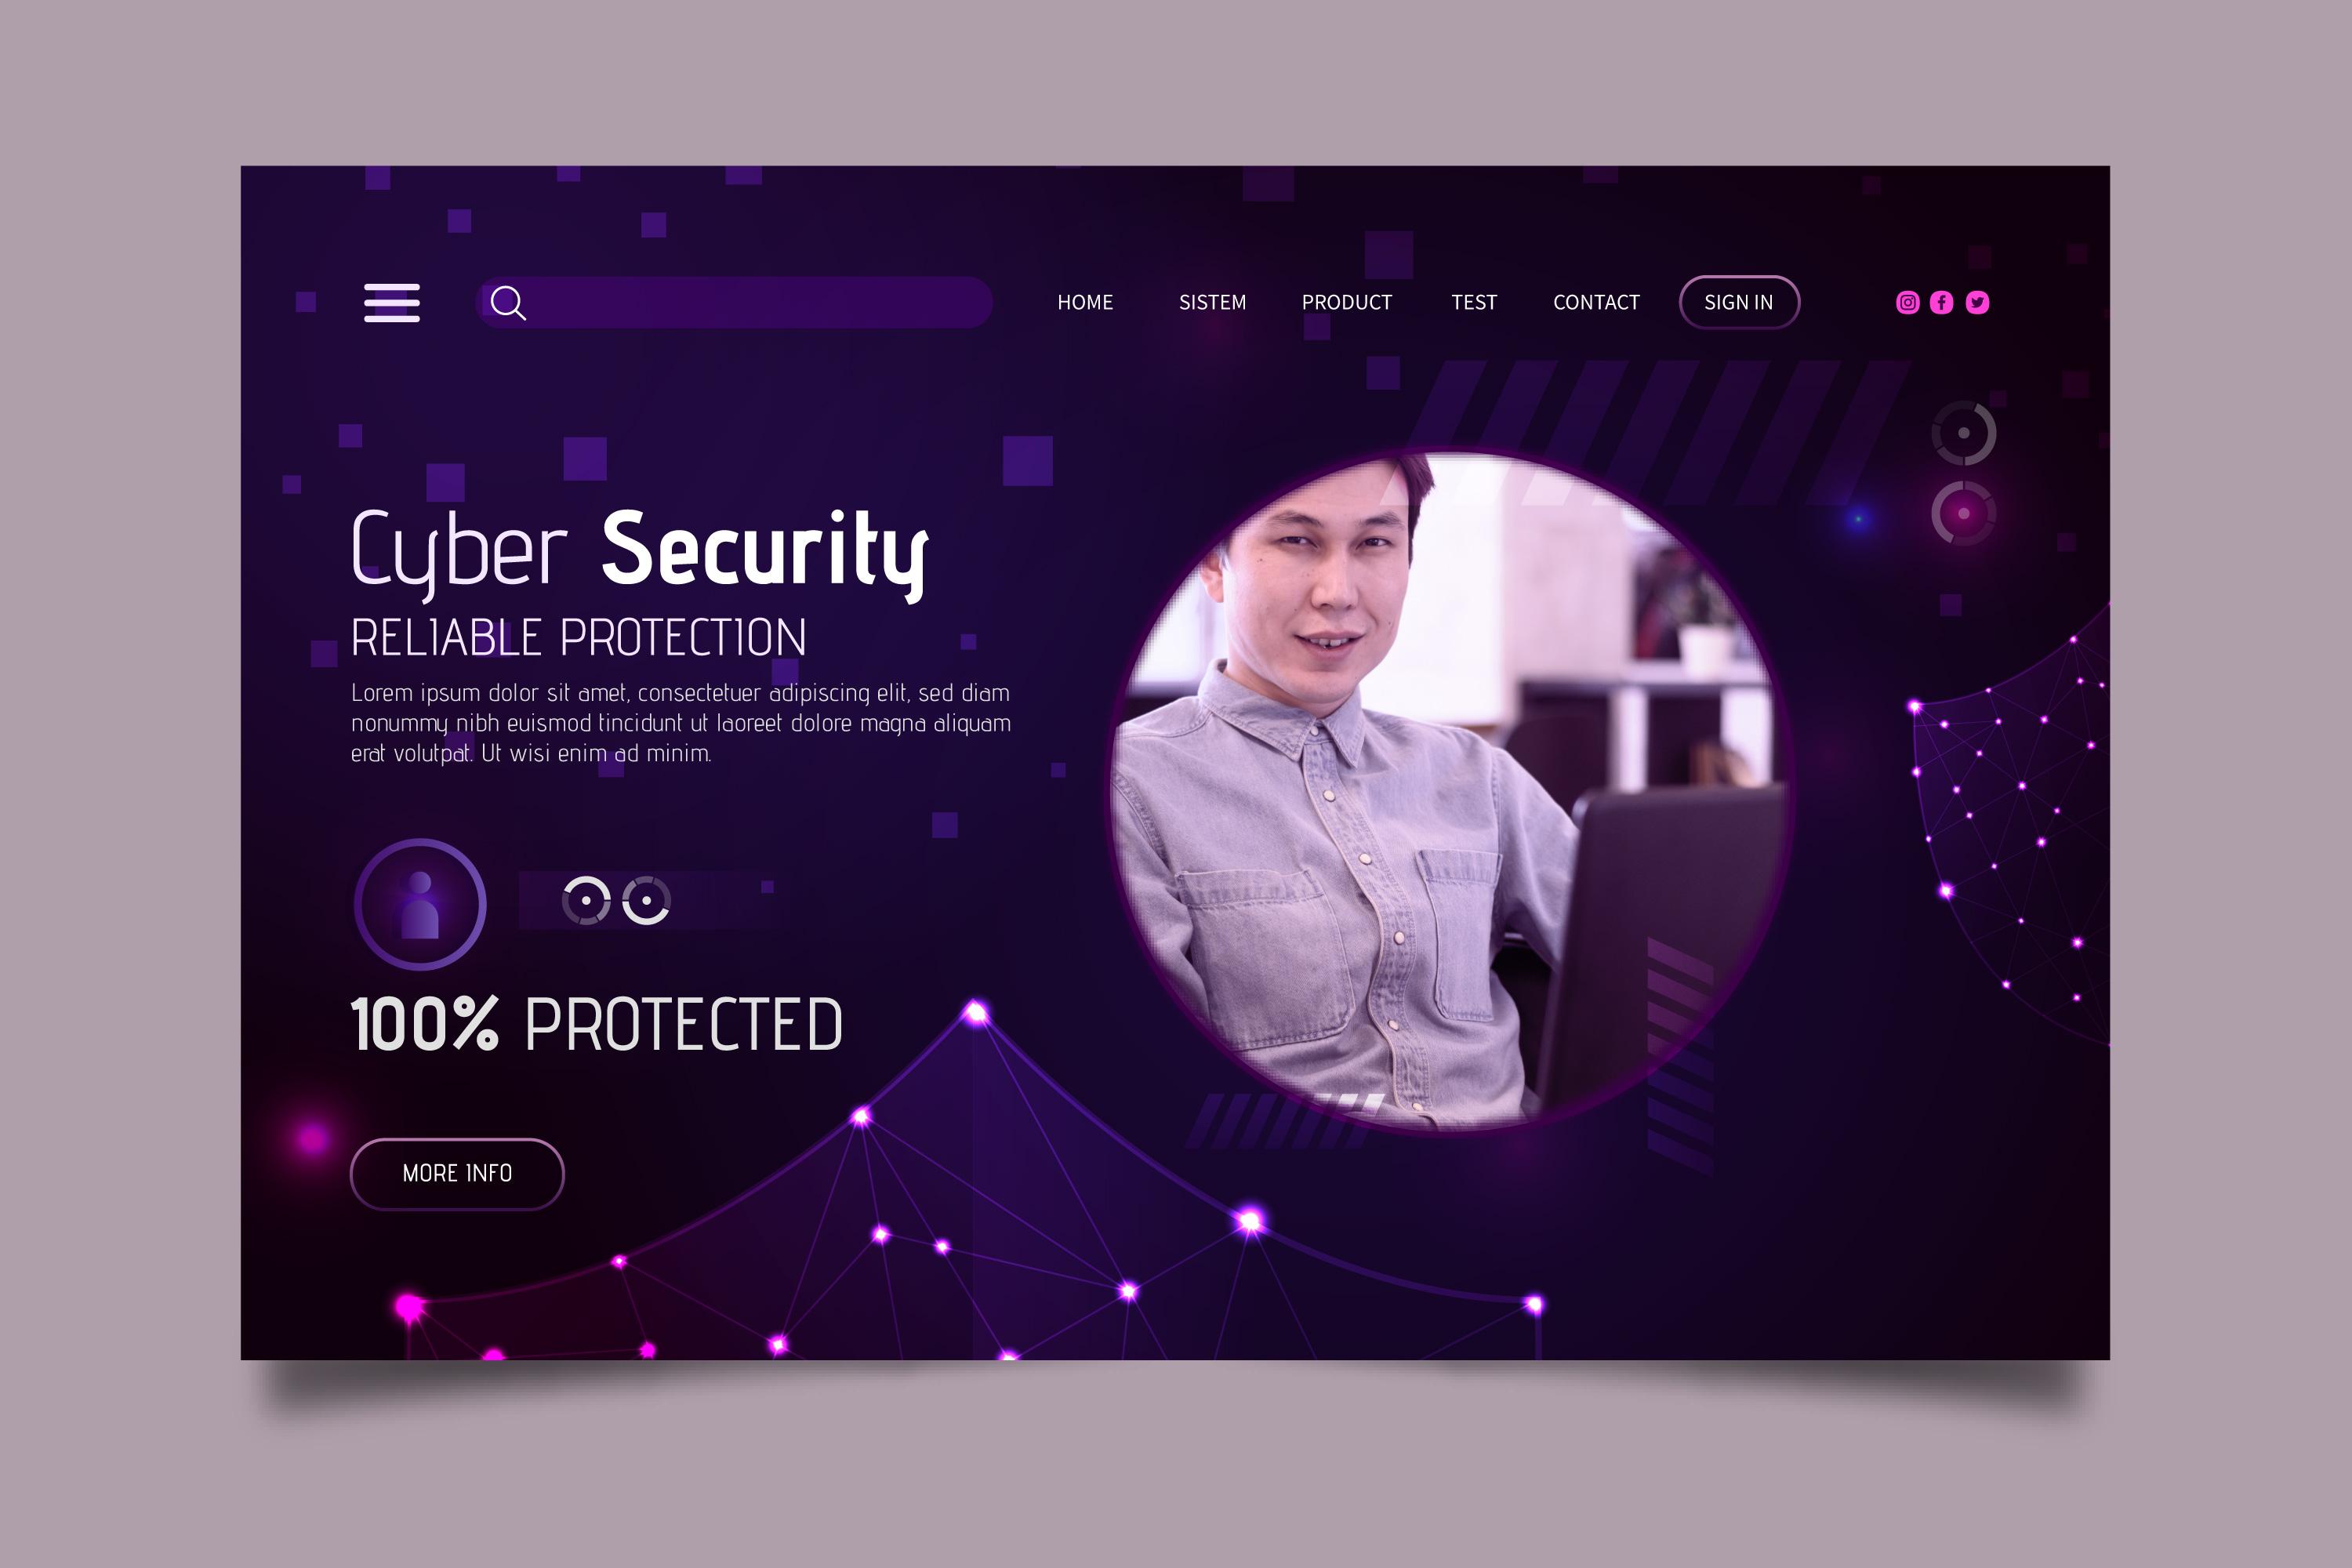 HOME SISTEM PRODUCT TEST CONTACT SIGN IN
Cyber Security
RELIABLE PROTECTION
Lorem ipsum dolor sit amet, consectetuer adipiscing elit, sed diam
nonummy nibh euismod tincidunt ut laoreet dolore magna aliquam
erat volutpat. Ut wisi enim ad minim.
100% PROTECTED
MORE INFO